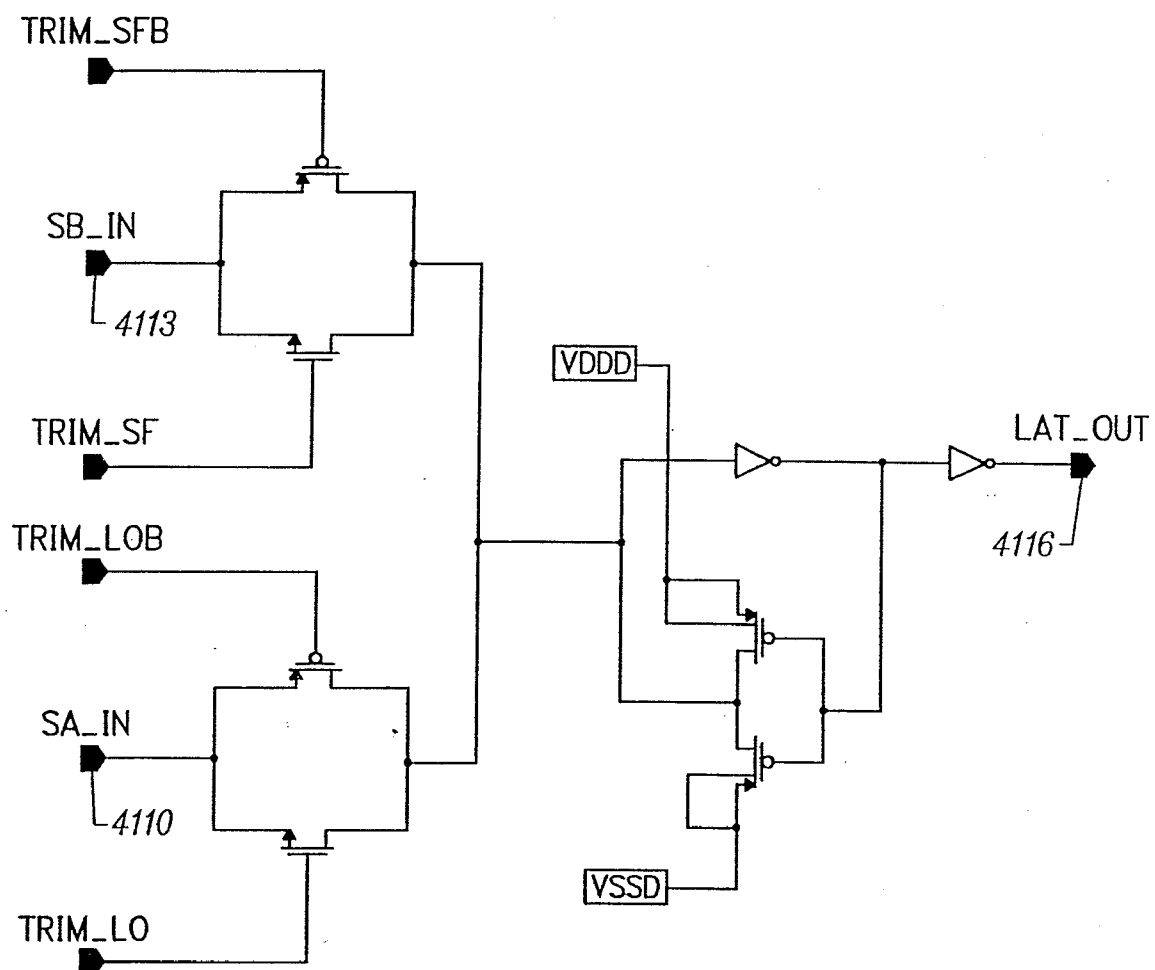 TRIM_SFB
SB_IN
4113
TRIM_SF
VDDD
LAT_OUT
4116
TRIM_LOB
SA_IN
4110
VSSD
TRIM_LO